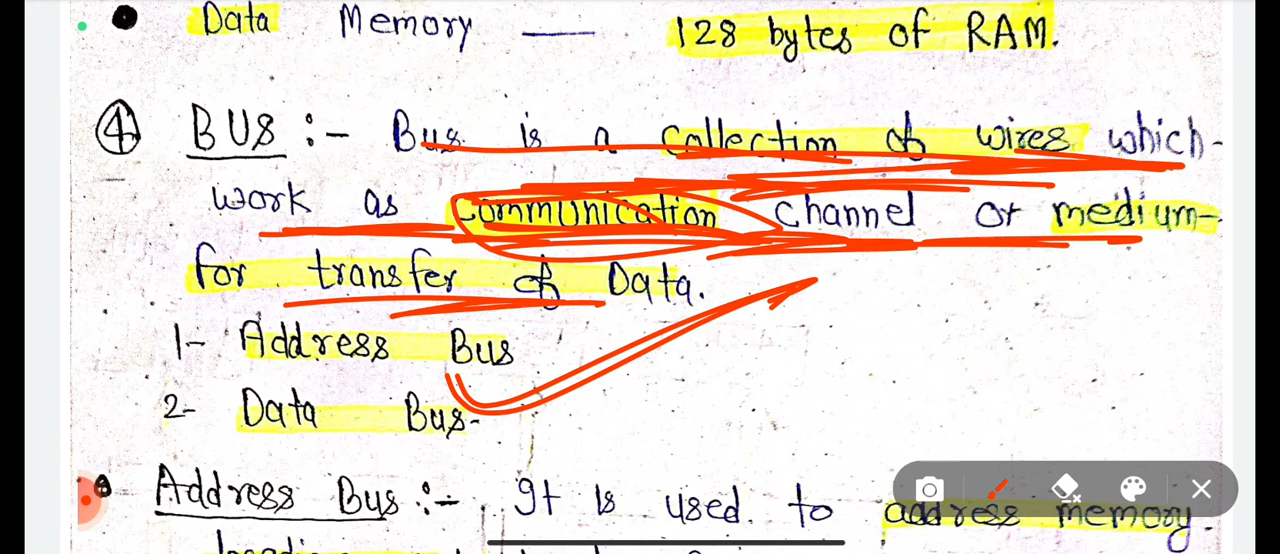 Data Memory — 128 bytes of RAM.
④ BUS :- Bus is a collection of wires which-
work as communication channel or medium-
for transfer of Data.
1- Address Bus
2- Data Bus-
Address Bus :- It is used to address memory.